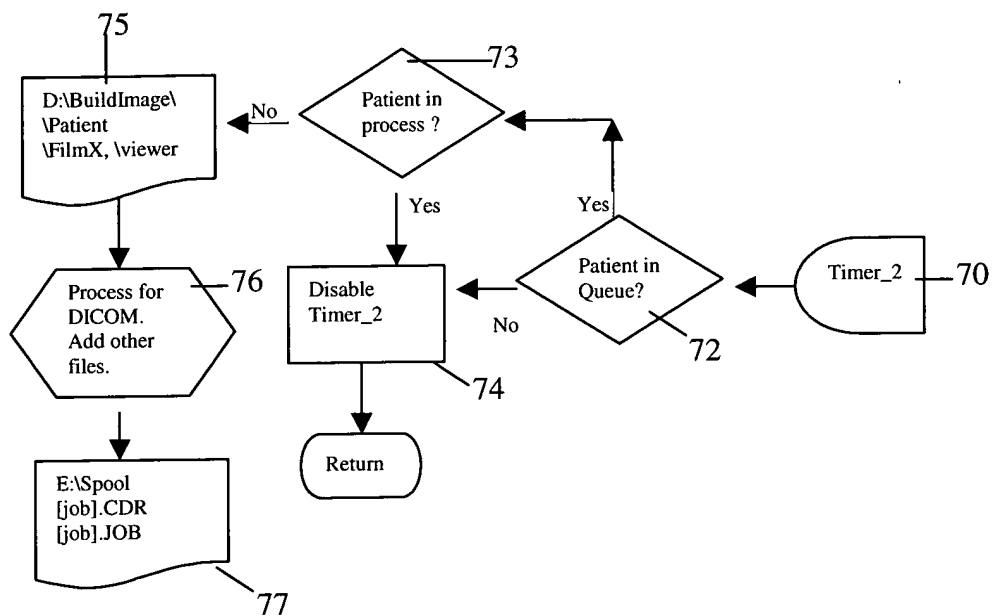 75
D:\BuildImage\
\Patient
\FilmX, \viewer
No
73
Patient in
process ?
Yes
Yes
Patient in
Queue?
72
No
Timer_2
70
Disable
Timer_2
74
Return
Process for
DICOM.
Add other
files.
76
E:\Spool
[job].CDR
[job].JOB
77